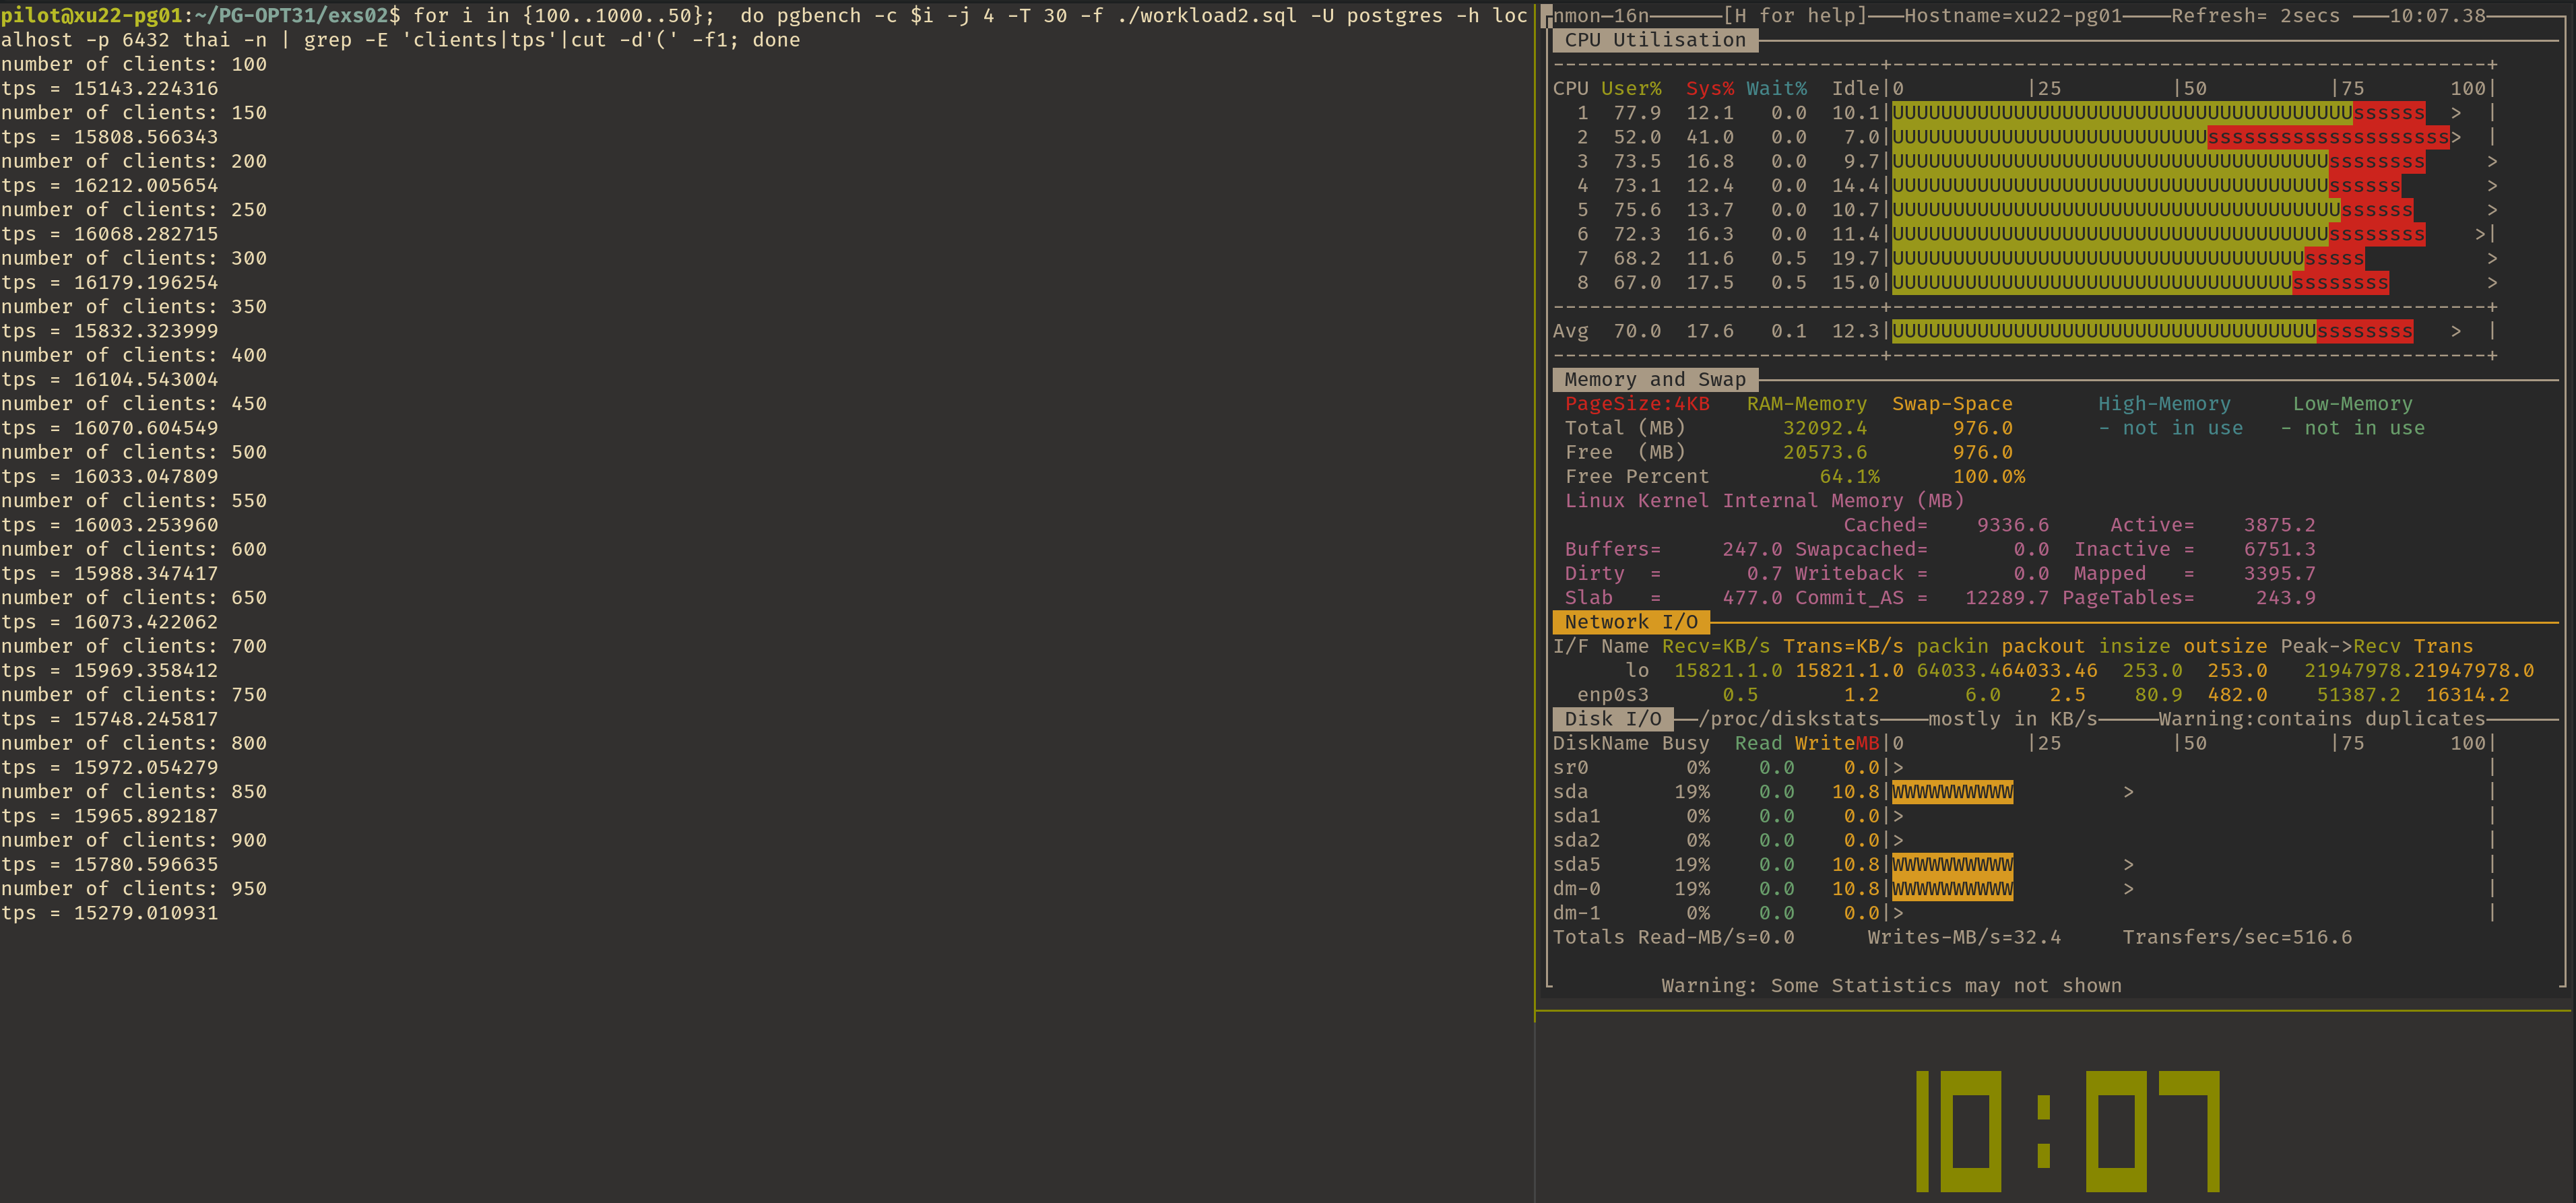 pilot@xu22-pg01:~/PG-OPT31/exs02$ for i in {100..1000..50};  do pgbench -c $i -j 4 -T 30 -f ./workload2.sql -U postgres -h loc
alhost -p 6432 thai -n | grep -E 'clients|tps'|cut -d'(' -f1; done
number of clients: 100
tps = 15143.224316
number of clients: 150
tps = 15808.566343
number of clients: 200
tps = 16212.005654
number of clients: 250
tps = 16068.282715
number of clients: 300
tps = 16179.196254
number of clients: 350
tps = 15832.323999
number of clients: 400
tps = 16104.543004
number of clients: 450
tps = 16070.604549
number of clients: 500
tps = 16033.047809
number of clients: 550
tps = 16003.253960
number of clients: 600
tps = 15988.347417
number of clients: 650
tps = 16073.422062
number of clients: 700
tps = 15969.358412
number of clients: 750
tps = 15748.245817
number of clients: 800
tps = 15972.054279
number of clients: 850
tps = 15965.892187
number of clients: 900
tps = 15780.596635
number of clients: 950
tps = 15279.010931
nmon-16n [H for help] Hostname=xu22-pg01 Refresh= 2secs 10:07.38
CPU Utilisation
---------------------------+--------------------------------------------------+
CPU User%  Sys% Wait%  Idle|0          |25         |50         |75       100|
1  77.9  12.1   0.0  10.1|UUUUUUUUUUUUUUUUUUUUUUUUUUUUUUUUUUUUUUssssss  >  |
2  52.0  41.0   0.0   7.0|UUUUUUUUUUUUUUUUUUUUUUUUUUssssssssssssssssssss>  |
3  73.5  16.8   0.0   9.7|UUUUUUUUUUUUUUUUUUUUUUUUUUUUUUUUUUUUssssssss     >
4  73.1  12.4   0.0  14.4|UUUUUUUUUUUUUUUUUUUUUUUUUUUUUUUUUUUUssssss       >
5  75.6  13.7   0.0  10.7|UUUUUUUUUUUUUUUUUUUUUUUUUUUUUUUUUUUUUssssss      >
6  72.3  16.3   0.0  11.4|UUUUUUUUUUUUUUUUUUUUUUUUUUUUUUUUUUUUssssssss    >|
7  68.2  11.6   0.5  19.7|UUUUUUUUUUUUUUUUUUUUUUUUUUUUUUUUUUsssss          >
8  67.0  17.5   0.5  15.0|UUUUUUUUUUUUUUUUUUUUUUUUUUUUUUUUUssssssss        >
---------------------------+--------------------------------------------------+
Avg  70.0  17.6   0.1  12.3|UUUUUUUUUUUUUUUUUUUUUUUUUUUUUUUUUUUssssssss   >  |
---------------------------+--------------------------------------------------+
Memory and Swap
PageSize:4KB   RAM-Memory  Swap-Space       High-Memory     Low-Memory
Total (MB)        32092.4       976.0       - not in use   - not in use
Free  (MB)        20573.6       976.0
Free Percent         64.1%      100.0%
Linux Kernel Internal Memory (MB)
Cached=    9336.6     Active=    3875.2
Buffers=     247.0 Swapcached=       0.0  Inactive =    6751.3
Dirty  =       0.7 Writeback =       0.0  Mapped   =    3395.7
Slab   =     477.0 Commit_AS =   12289.7 PageTables=     243.9
Network I/O
I/F Name Recv=KB/s Trans=KB/s packin packout insize outsize Peak->Recv Trans
lo  15821.1.0 15821.1.0 64033.464033.46  253.0  253.0   21947978.21947978.0
enp0s3      0.5       1.2       6.0    2.5    80.9  482.0    51387.2  16314.2
Disk I/O /proc/diskstats mostly in KB/s Warning:contains duplicates
DiskName Busy  Read WriteMB|0          |25         |50         |75       100|
sr0       0%    0.0    0.0|>                                                |
sda      19%    0.0   10.8|WWWWWWWWWW         >                             |
sda1      0%    0.0    0.0|>                                                |
sda2      0%    0.0    0.0|>                                                |
sda5     19%    0.0   10.8|WWWWWWWWWW         >                             |
dm-0     19%    0.0   10.8|WWWWWWWWWW         >                             |
dm-1      0%    0.0    0.0|>                                                |
Totals Read-MB/s=0.0      Writes-MB/s=32.4     Transfers/sec=516.6
Warning: Some Statistics may not shown
10:07